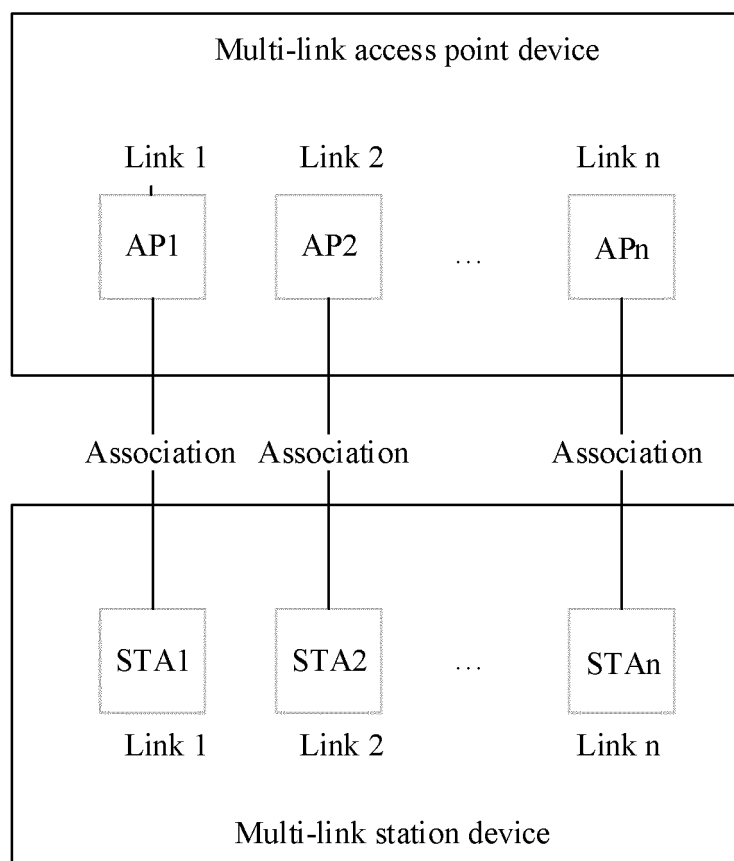 Multi-link access point device
Link 1 Link 2 Link n
AP1 AP2 ... APn
Association Association Association
STA1 STA2 ... STAn
Link 1 Link 2 Link n
Multi-link station device